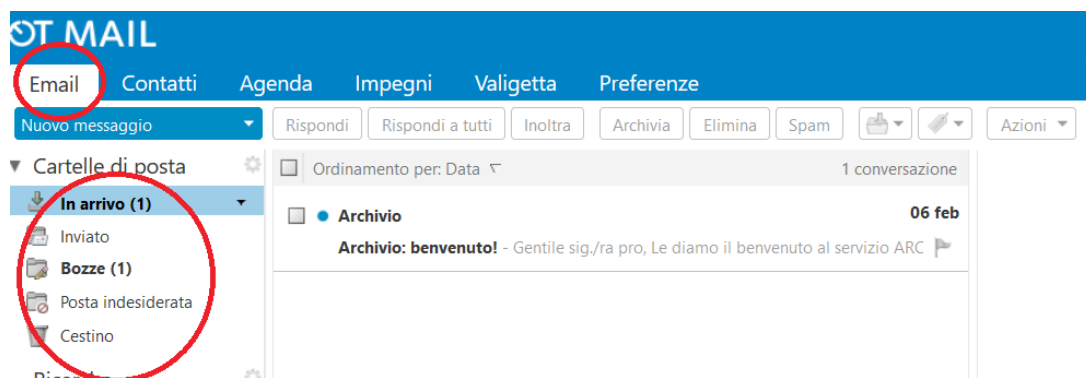 OT MAIL
Email Contatti Agenda Impegni Valigetta Preferenze
Nuovo messaggio Rispondi Rispondi a tutti Inoltra Archivia Elimina Spam Azioni
Cartelle di posta Ordinamento per: Data 1 conversazione
In arrivo (1) Archivio 06 feb
Inviato Archivio: benvenuto! - Gentile sig./ra pro, Le diamo il benvenuto al servizio ARC
Bozze (1)
Posta indesiderata
Cestino